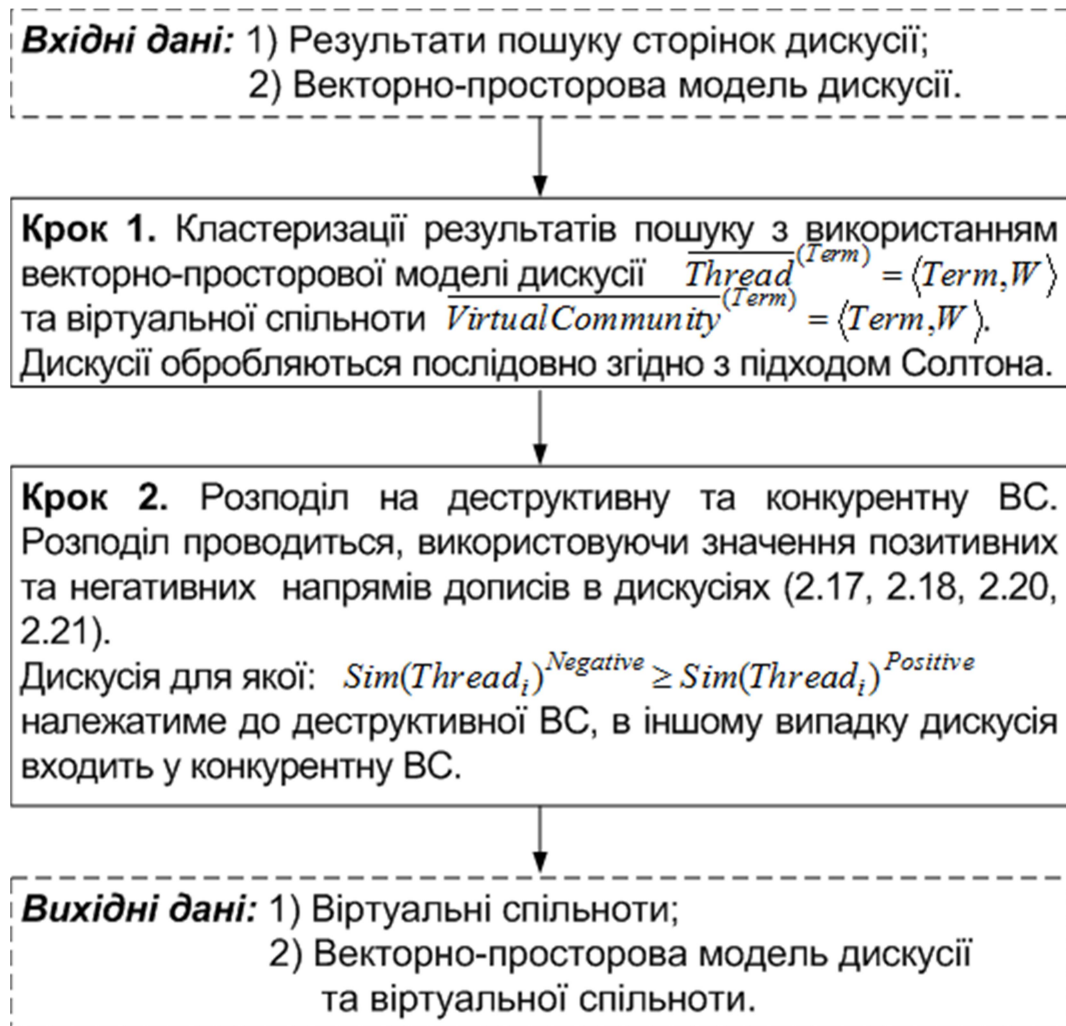 Вхідні дані: 1) Результати пошуку сторінок дискусії;
2) Векторно-просторова модель дискусії.
Крок 1. Кластеризації результатів пошуку з використанням
векторно-просторової моделі дискусії \overline{Thread}^{(Term)} = ⟨Term,W⟩
та віртуальної спільноти \overline{Virtual Community}^{(Term)} = ⟨Term,W⟩.
Дискусії обробляються послідовно згідно з підходом Солтона.
Крок 2. Розподіл на деструктивну та конкурентну ВС.
Розподіл проводиться, використовуючи значення позитивних
та негативних напрямів дописів в дискусіях (2.17, 2.18, 2.20,
2.21).
Дискусія для якої: Sim(Thread_i)^{Negative} ≥ Sim(Thread_i)^{Positive}
належатиме до деструктивної ВС, в іншому випадку дискусія
входить у конкурентну ВС.
Вихідні дані: 1) Віртуальні спільноти;
2) Векторно-просторова модель дискусії
та віртуальної спільноти.